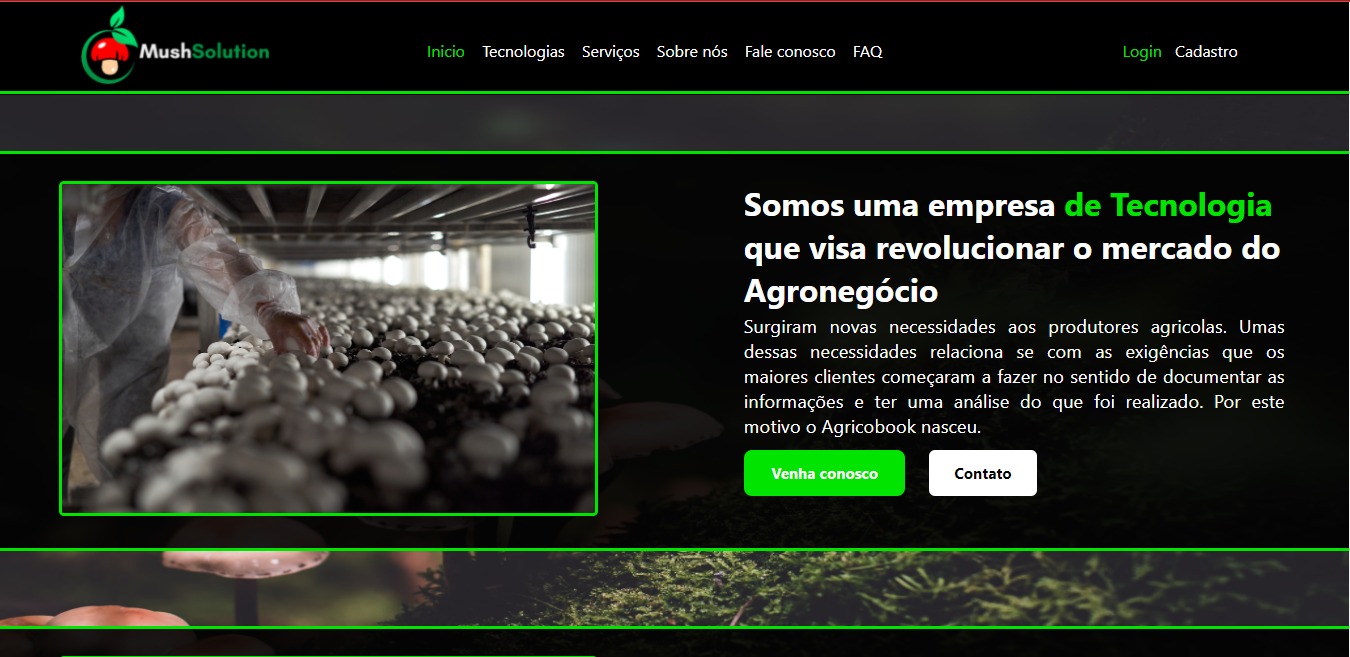 MushSolution
Inicio Tecnologias Serviços Sobre nós Fale conosco FAQ
Login Cadastro
Somos uma empresa de Tecnologia
que visa revolucionar o mercado do
Agronegócio
Surgiram novas necessidades aos produtores agricolas. Umas
dessas necessidades relaciona se com as exigências que os
maiores clientes começaram a fazer no sentido de documentar as
informações e ter uma análise do que foi realizado. Por este
motivo o Agricobook nasceu.
Venha conosco
Contato